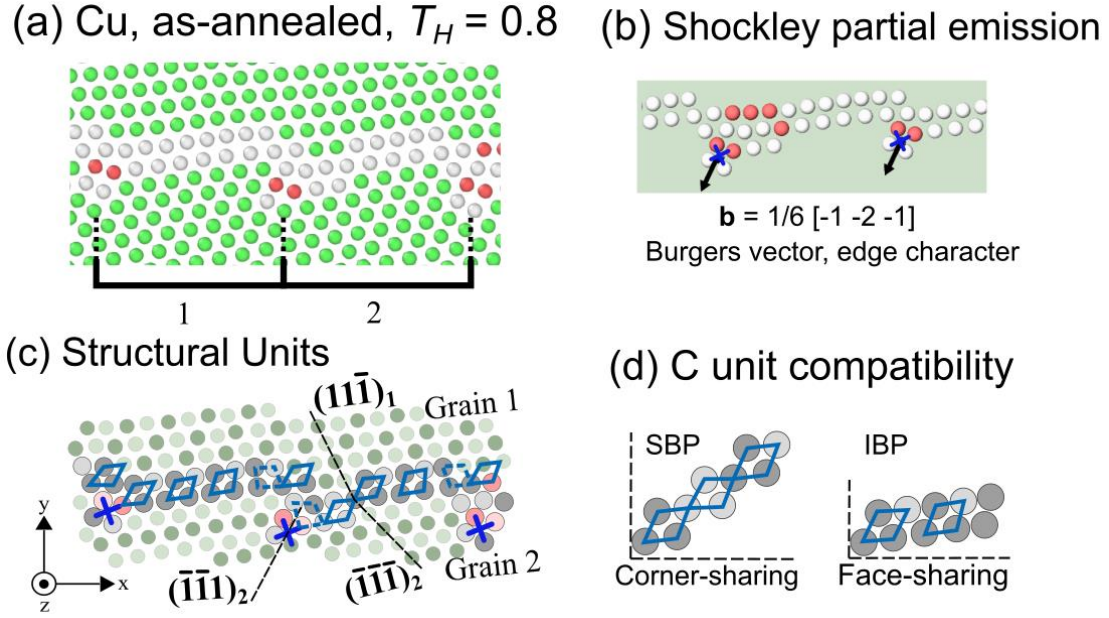 (a) Cu, as-annealed, T_H = 0.8
1 2
(b) Shockley partial emission
b = 1/6 [-1 -2 -1]
Burgers vector, edge character
(c) Structural Units
(111̅)₁
Grain 1
y
x
z
(1̅1̅1)₂
(1̅1̅1̅)₂
Grain 2
(d) C unit compatibility
SBP IBP
Corner-sharing Face-sharing